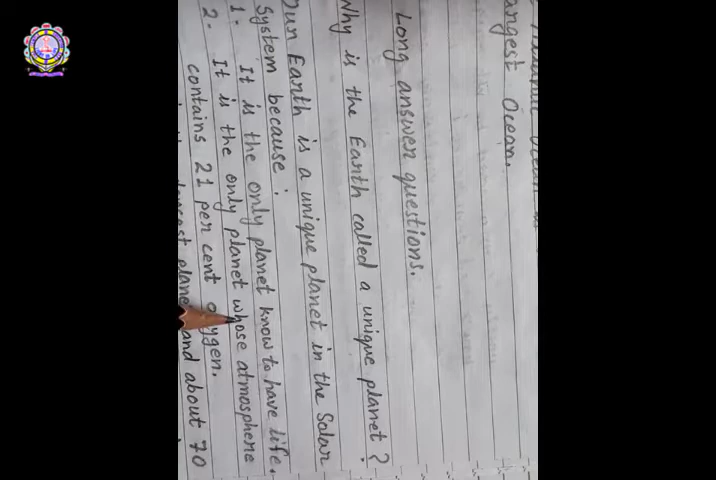 angest Ocean.
Long answer questions.
Why is the Earth called a unique planet?
Our Earth is a unique planet in the Solar
System because :
1- It is the only planet know to have life.
2- It is the only planet whose atmosphere
contains 21 per cent oxygen.
and about 70